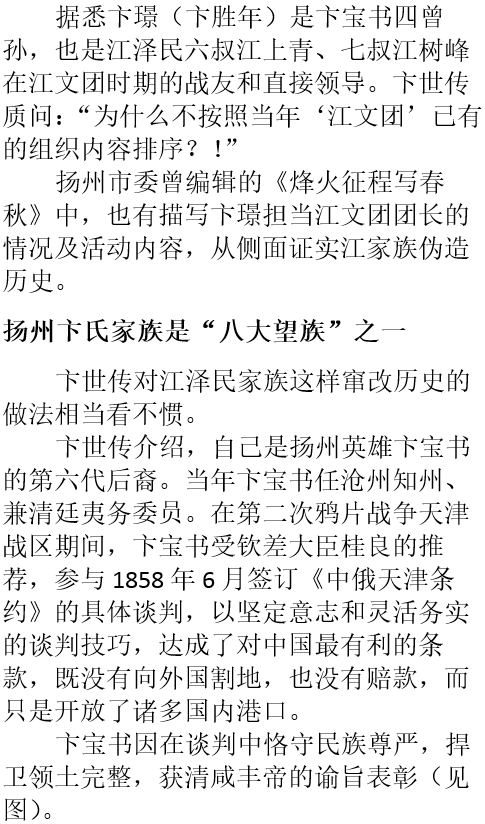 据悉卞璟（卞胜年）是卞宝书四曾
孙，也是江泽民六叔江上青、七叔江树峰
在江文团时期的战友和直接领导。卞世传
质问：“为什么不按照当年‘江文团’已有
的组织内容排序？!”
扬州市委曾编辑的《烽火征程写春
秋》中，也有描写卞璟担当江文团团长的
情况及活动内容，从侧面证实江家族伪造
历史。
扬州卞氏家族是“八大望族”之一
卞世传对江泽民家族这样窜改历史的
做法相当看不惯。
卞世传介绍，自己是扬州英雄卞宝书
的第六代后裔。当年卞宝书任沧州知州、
兼清廷夷务委员。在第二次鸦片战争天津
战区期间，卞宝书受钦差大臣桂良的推
荐，参与 1858 年 6 月签订《中俄天津条
约》的具体谈判，以坚定意志和灵活务实
的谈判技巧，达成了对中国最有利的条
款，既没有向外国割地，也没有赔款，而
只是开放了诸多国内港口。
卞宝书因在谈判中恪守民族尊严，捍
卫领土完整，获清咸丰帝的谕旨表彰（见
图）。